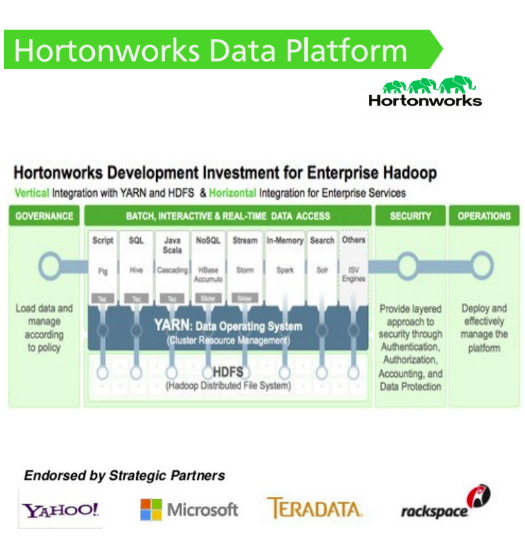 Hortonworks Data Platform
Hortonworks
Hortonworks Development Investment for Enterprise Hadoop
Vertical Integration with YARN and HDFS & Horizontal Integration for Enterprise Services
GOVERNANCE
BATCH, INTERACTIVE & REAL-TIME DATA ACCESS
SECURITY
OPERATIONS
Script
SQL
Java
Scala
NoSQL
Stream
In-Memory
Search
Others
Pig
Hive
Cascading
HBase
Accumulo
Storm
Spark
Solr
ISV
Engines
Tez
Tez
Tez
Slider
Slider
Load data and
manage
according
to policy
YARN: Data Operating System
(Cluster Resource Management)
HDFS
(Hadoop Distributed File System)
Provide layered
approach to
security through
Authentication,
Authorization,
Accounting, and
Data Protection
Deploy and
effectively
manage the
platform
Endorsed by Strategic Partners
YAHOO!
Microsoft
TERADATA.
rackspace